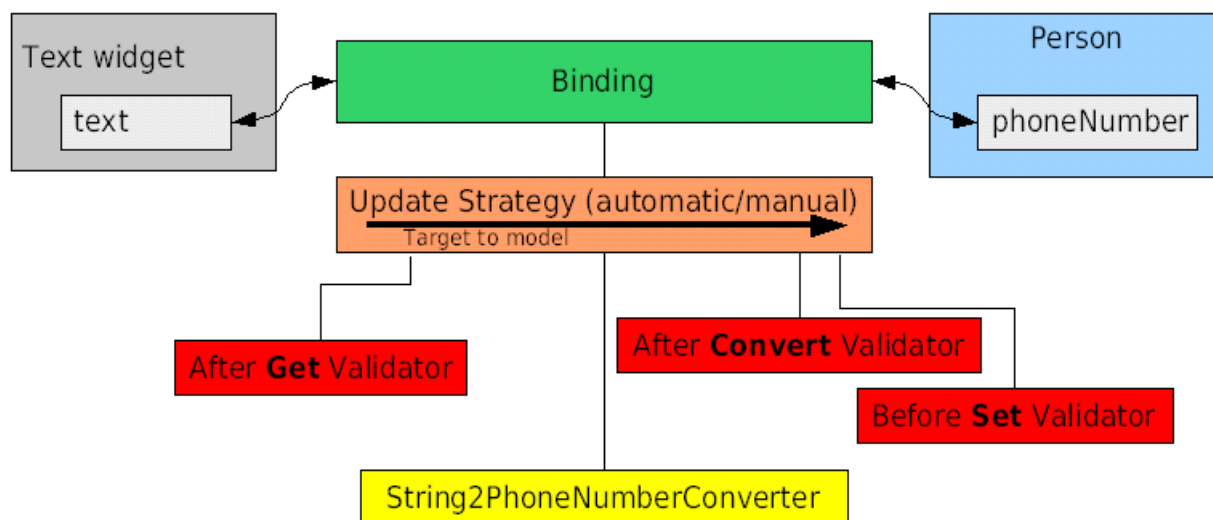 Text widget
text
Binding
Person
phoneNumber
Update Strategy (automatic/manual)
Target to model
After Get Validator
After Convert Validator
Before Set Validator
String2PhoneNumberConverter